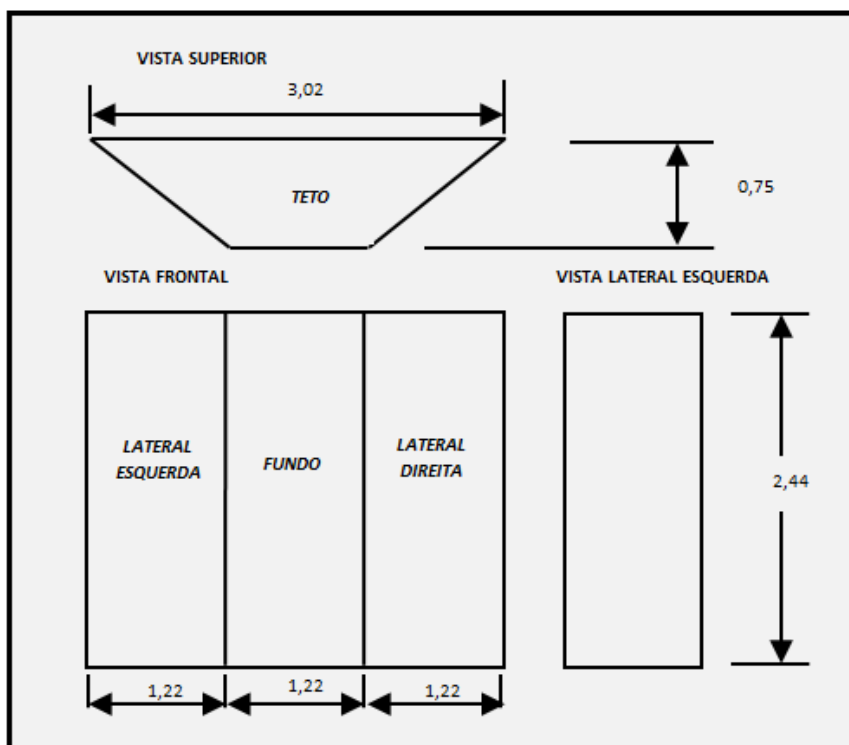 VISTA SUPERIOR
3,02
TETO
0,75
VISTA FRONTAL
VISTA LATERAL ESQUERDA
LATERAL
ESQUERDA
FUNDO
LATERAL
DIREITA
2,44
1,22
1,22
1,22